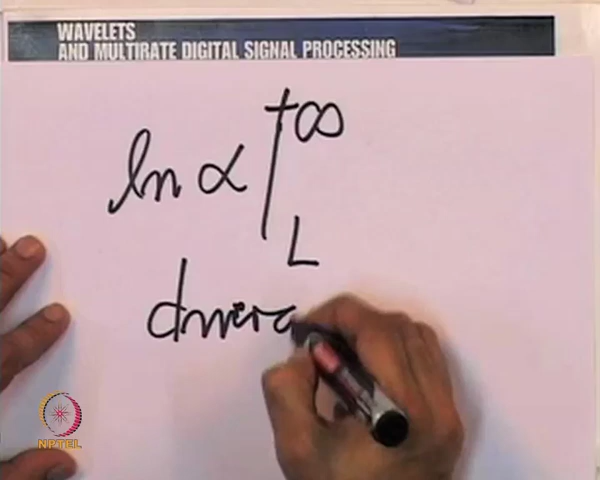 WAVELETS
AND MULTIRATE DIGITAL SIGNAL PROCESSING
ln α |
+∞
L
NPTEL